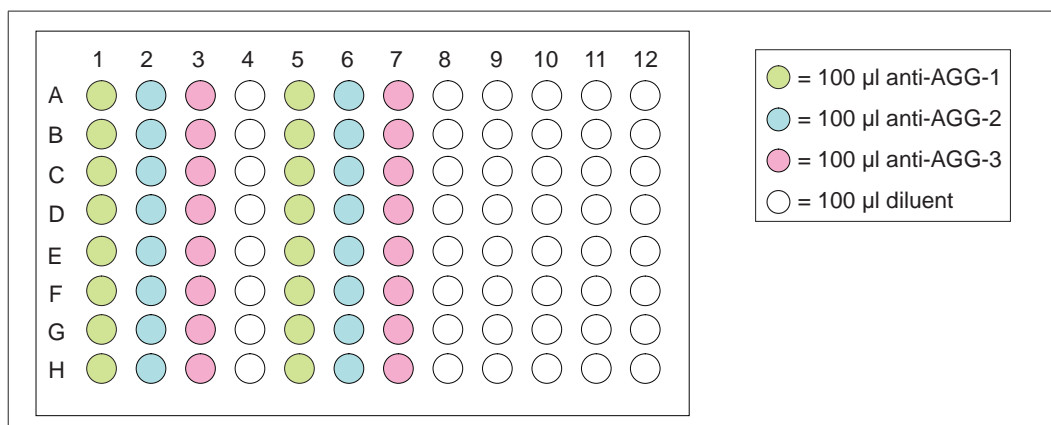 1 2 3 4 5 6 7 8 9 10 11 12
A
B
C
D
E
F
G
H
= 100 µl anti-AGG-1
= 100 µl anti-AGG-2
= 100 µl anti-AGG-3
= 100 µl diluent